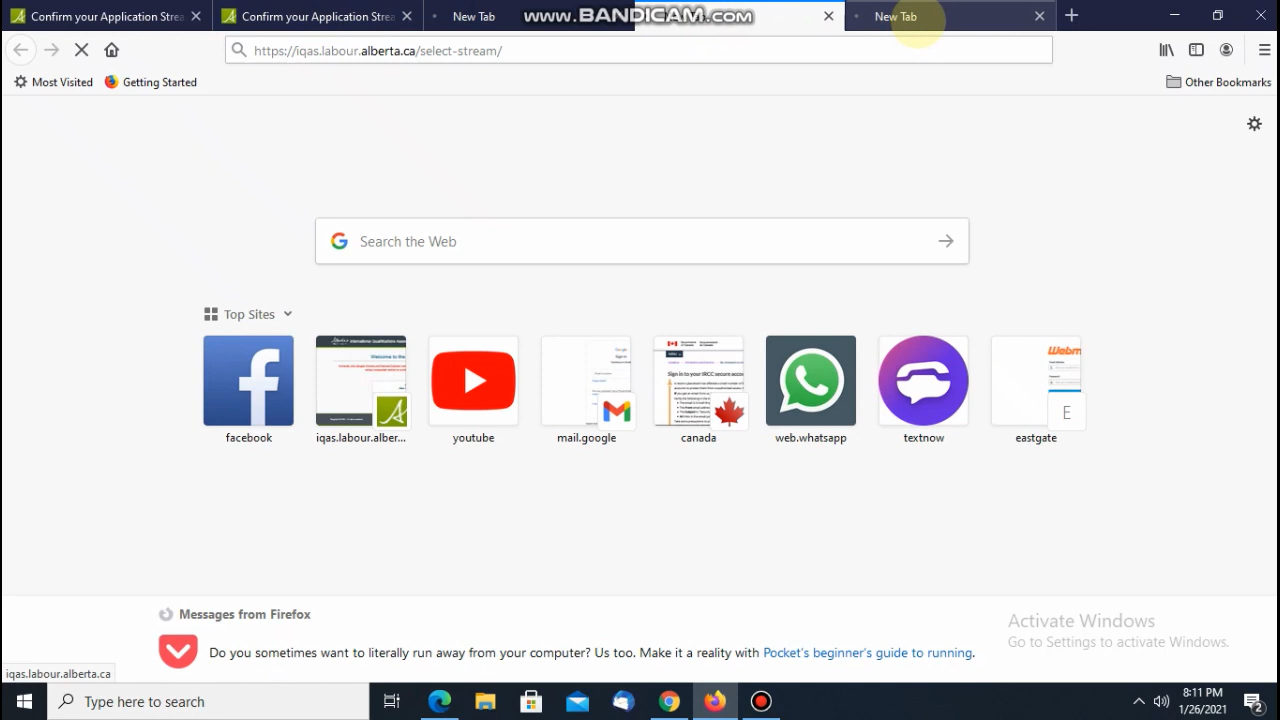 Confirm your Application Strea
Confirm your Application Strea
New Tab
www.BANDICAM.com
New Tab
https://iqas.labour.alberta.ca/select-stream/
Most Visited
Getting Started
Other Bookmarks
Search the Web
Top Sites
facebook
iqas.labour.alber...
youtube
mail.google
canada
web.whatsapp
textnow
E
eastgate
Messages from Firefox
Do you sometimes want to literally run away from your computer? Us too. Make it a reality with Pocket's beginner's guide to running.
Activate Windows
Go to Settings to activate Windows.
iqas.labour.alberta.ca
Type here to search
8:11 PM
1/26/2021
2